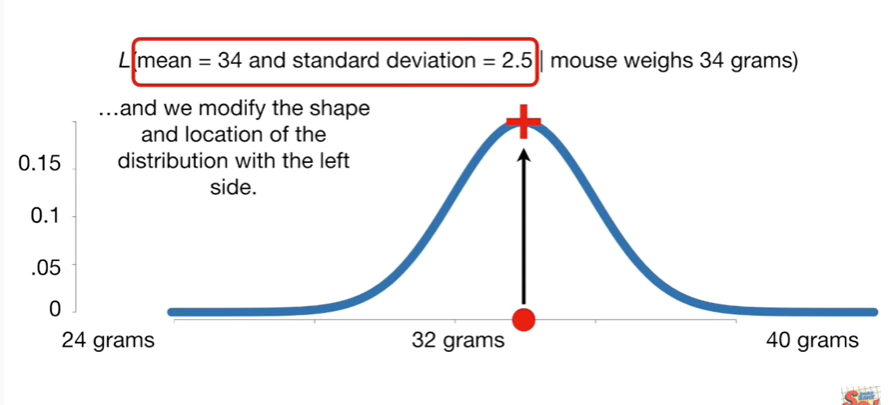 L(mean = 34 and standard deviation = 2.5 | mouse weighs 34 grams)
…and we modify the shape
and location of the
distribution with the left
side.
0.15
0.1
.05
0
24 grams
32 grams
40 grams